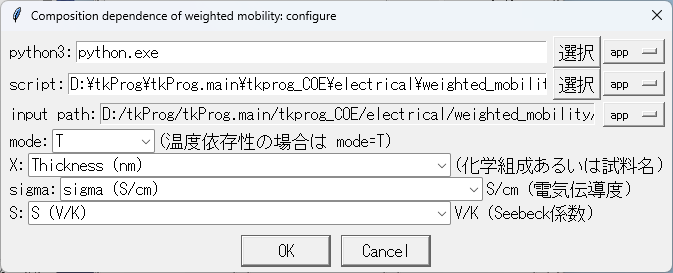 Composition dependence of weighted mobility: configure
python3: python.exe 選択 app
script: D:¥tkProg¥tkProg.main¥tkprog_COE¥electrical¥weighted_mobilit 選択 app
input path: D:/tkProg/tkProg.main/tkprog_COE/electrical/weighted_mobility/ app
mode: T (温度依存性の場合は mode=T)
X: Thickness (nm) (化学組成あるいは試料名)
sigma: sigma (S/cm) S/cm (電気伝導度)
S: S (V/K) V/K (Seebeck係数)
OK Cancel